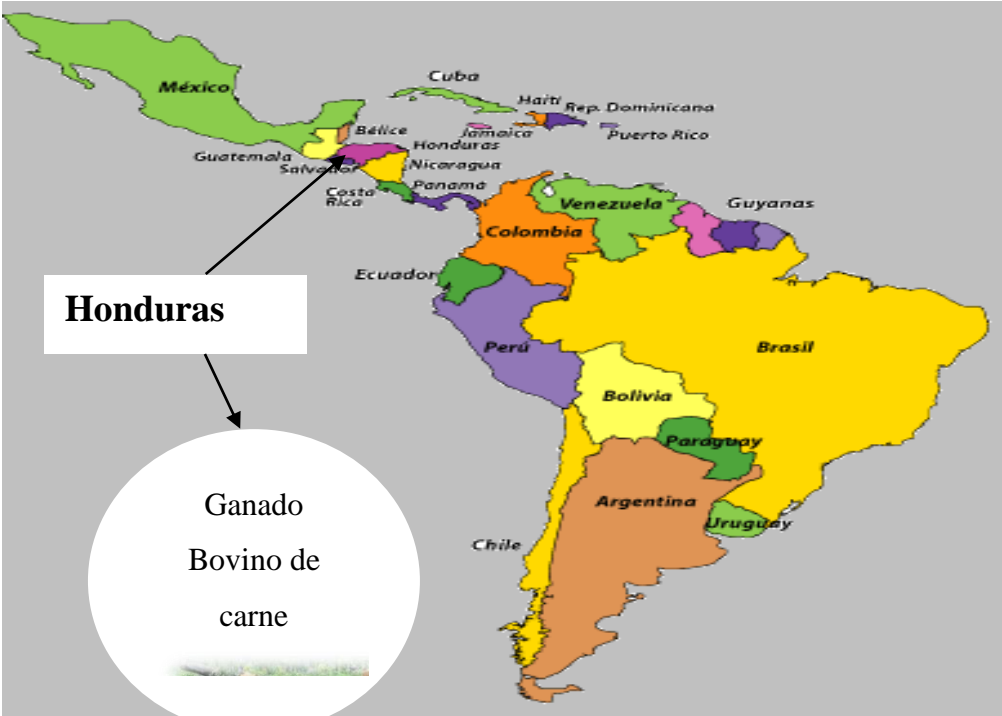 México
Cuba
Haití
Rep. Dominicana
Bélice
Jamaica
Puerto Rico
Honduras
Guatemala
Salvador
Nicaragua
Costa
Rica
Panamá
Venezuela
Guyanas
Colombia
Ecuador
Honduras
Perú
Brasil
Bolivia
Paraguay
Argentina
Uruguay
Chile
Ganado
Bovino de
carne